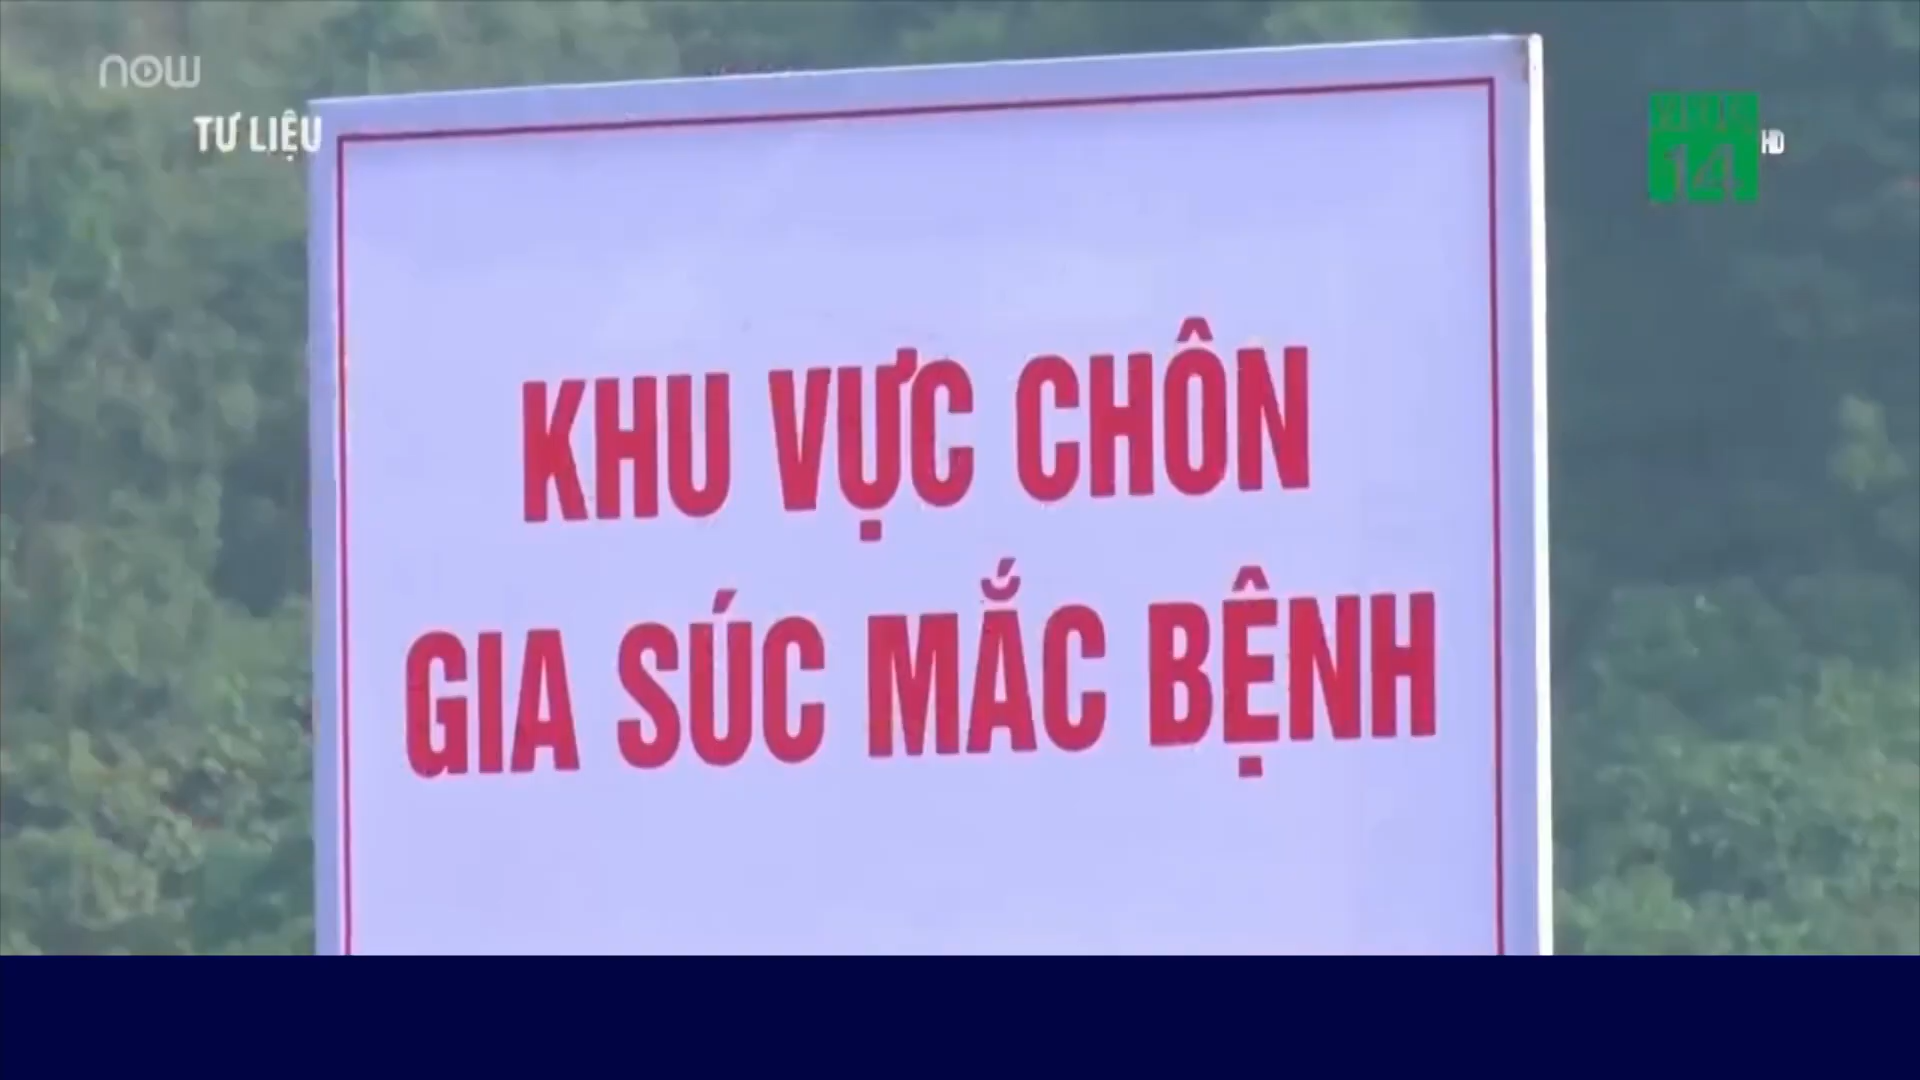 now
TƯ LIỆU
14
HD
KHU VỰC CHÔN
GIA SÚC MẮC BỆNH